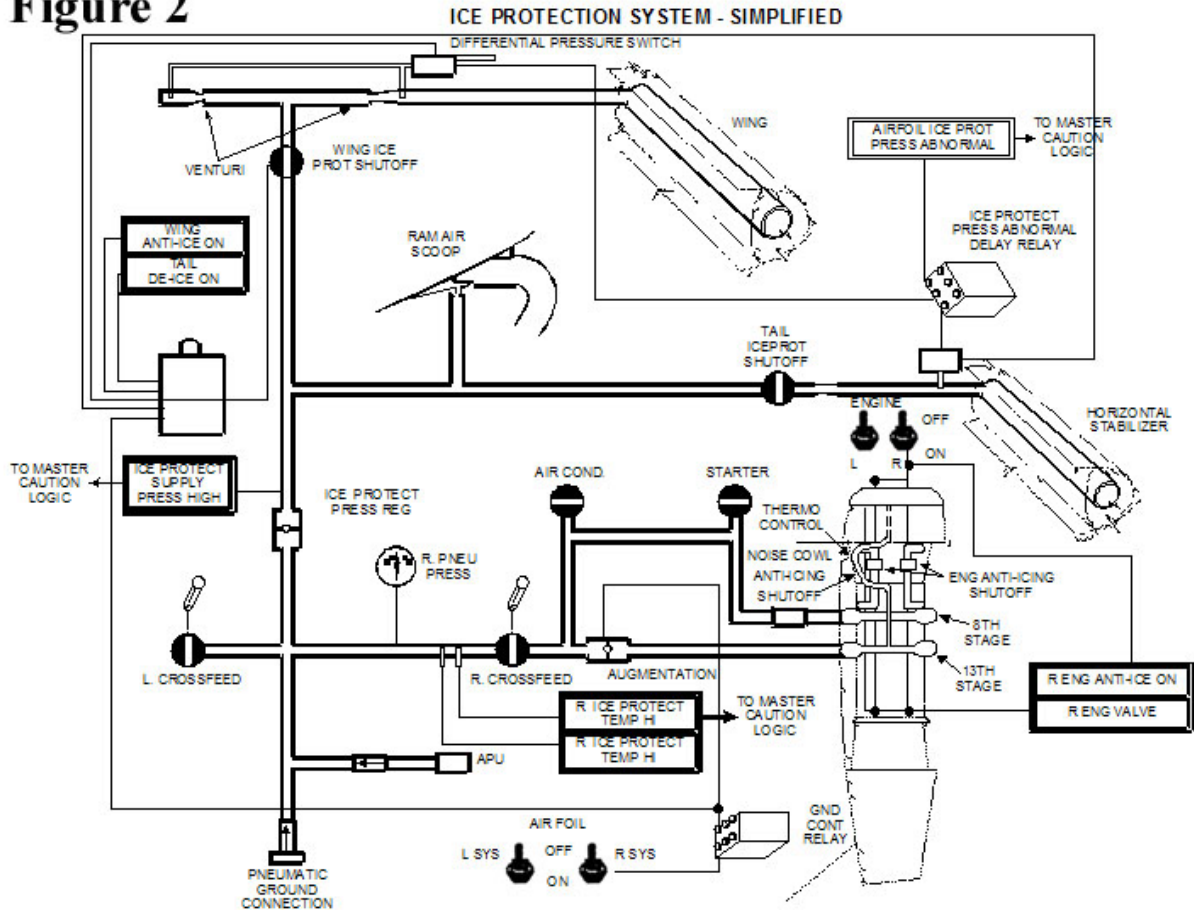 Figure 2
ICE PROTECTION SYSTEM - SIMPLIFIED
DIFFERENTIAL PRESSURE SWITCH
VENTURI
WING ICE
PROT SHUTOFF
WING
AIRFOIL ICE PROT
PRESS ABNORMAL
TO MASTER
CAUTION
LOGIC
WING
ANTI-ICE ON
TAIL
DE-ICE ON
RAM AIR
SCOOP
ICE PROTECT
PRESS ABNORMAL
DELAY RELAY
TAIL
ICEPROT
SHUTOFF
HORIZONTAL
STABILIZER
ENGINE
OFF
ON
L
R
TO MASTER
CAUTION
LOGIC
ICE PROTECT
SUPPLY
PRESS HIGH
ICE PROTECT
PRESS REG
AIR COND.
STARTER
THERMO
CONTROL
NOISE COWL
ANTI-ICING
SHUTOFF
ENG ANTI-ICING
SHUTOFF
R. PNEU
PRESS
8TH
STAGE
13TH
STAGE
L. CROSSFEED
R. CROSSFEED
AUGMENTATION
R ICE PROTECT
TEMP HI
R ICE PROTECT
TEMP HI
TO MASTER
CAUTION
LOGIC
R ENG ANTI-ICE ON
R ENG VALVE
APU
GND
CONT
RELAY
AIR FOIL
L SYS
OFF
ON
R SYS
PNEUMATIC
GROUND
CONNECTION